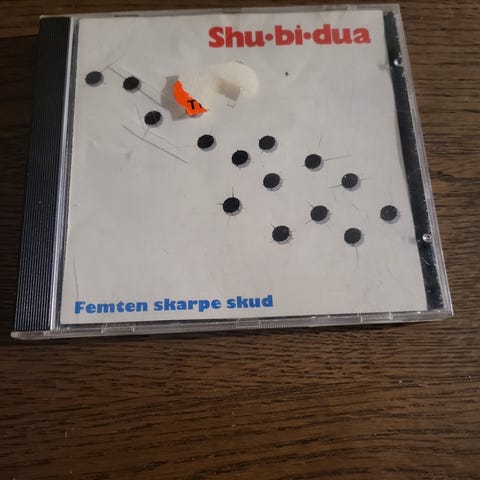 Shu•bi•dua
Femten skarpe skud